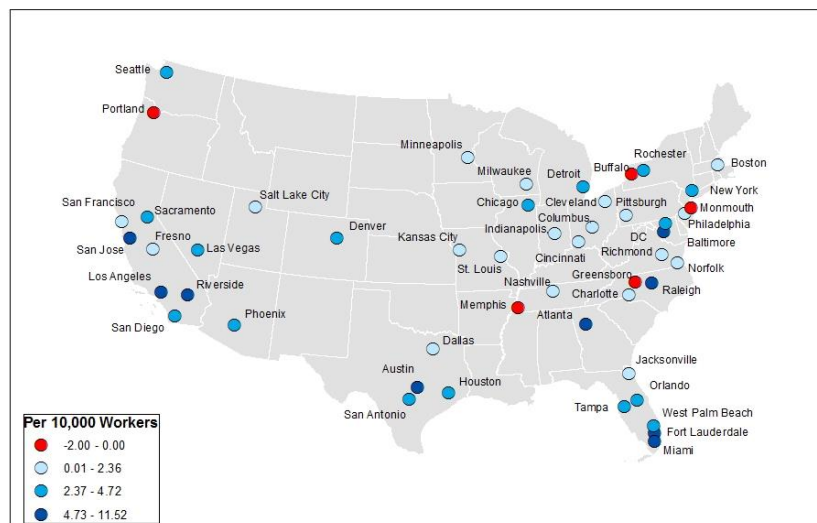 Seattle
Portland
Minneapolis
Milwaukee
Detroit
Buffalo
Rochester
Boston
San Francisco
Sacramento
Salt Lake City
Chicago
Cleveland
Pittsburgh
New York
Monmouth
San Jose
Fresno
Las Vegas
Denver
Kansas City
Indianapolis
Columbus
Philadelphia
DC
Baltimore
St. Louis
Cincinnati
Richmond
Norfolk
Los Angeles
Riverside
Nashville
Greensboro
Charlotte
Raleigh
San Diego
Phoenix
Memphis
Atlanta
Dallas
Austin
Houston
San Antonio
Jacksonville
Orlando
Tampa
West Palm Beach
Fort Lauderdale
Miami
Per 10,000 Workers
-2.00 - 0.00
0.01 - 2.36
2.37 - 4.72
4.73 - 11.52